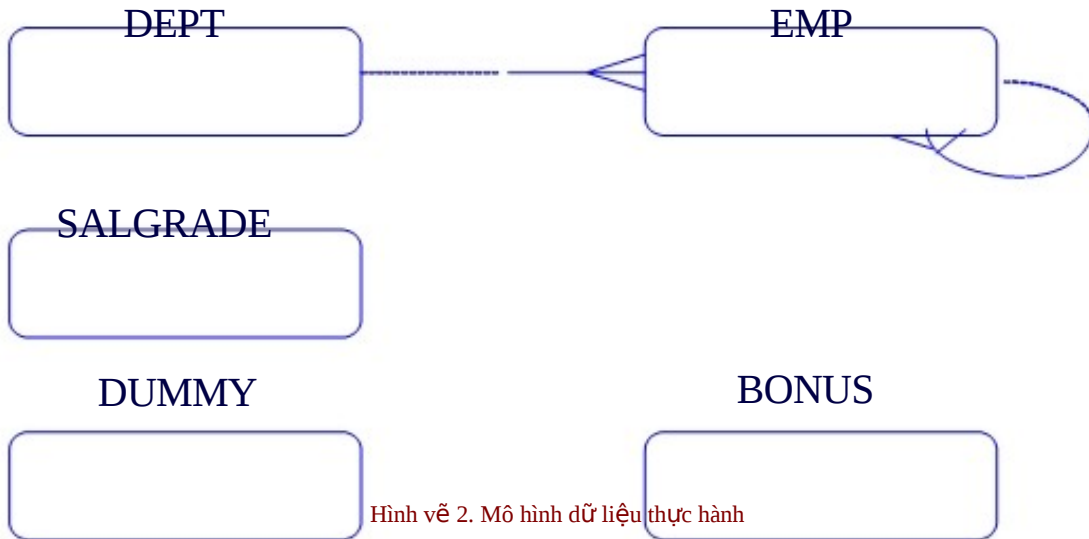 DEPT
EMP
SALGRADE
DUMMY
BONUS
Hình vẽ 2. Mô hình dữ liệu thực hành